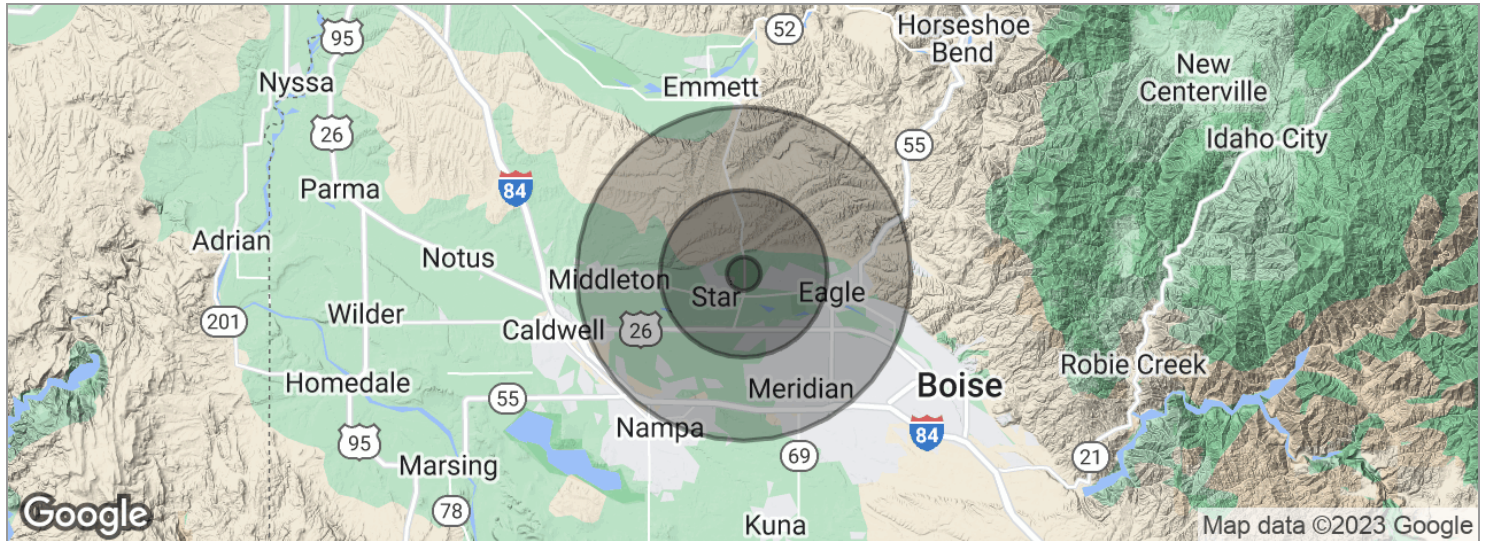 52
Horseshoe
Bend
95
Nyssa
Emmett
New
Centerville
26
55
Idaho City
84
Parma
Adrian
Notus
Middleton
Star
Eagle
201
Wilder
Caldwell
26
Robie Creek
Homedale
55
Meridian
Boise
Nampa
84
95
69
21
Marsing
78
Kuna
Google
Map data ©2023 Google